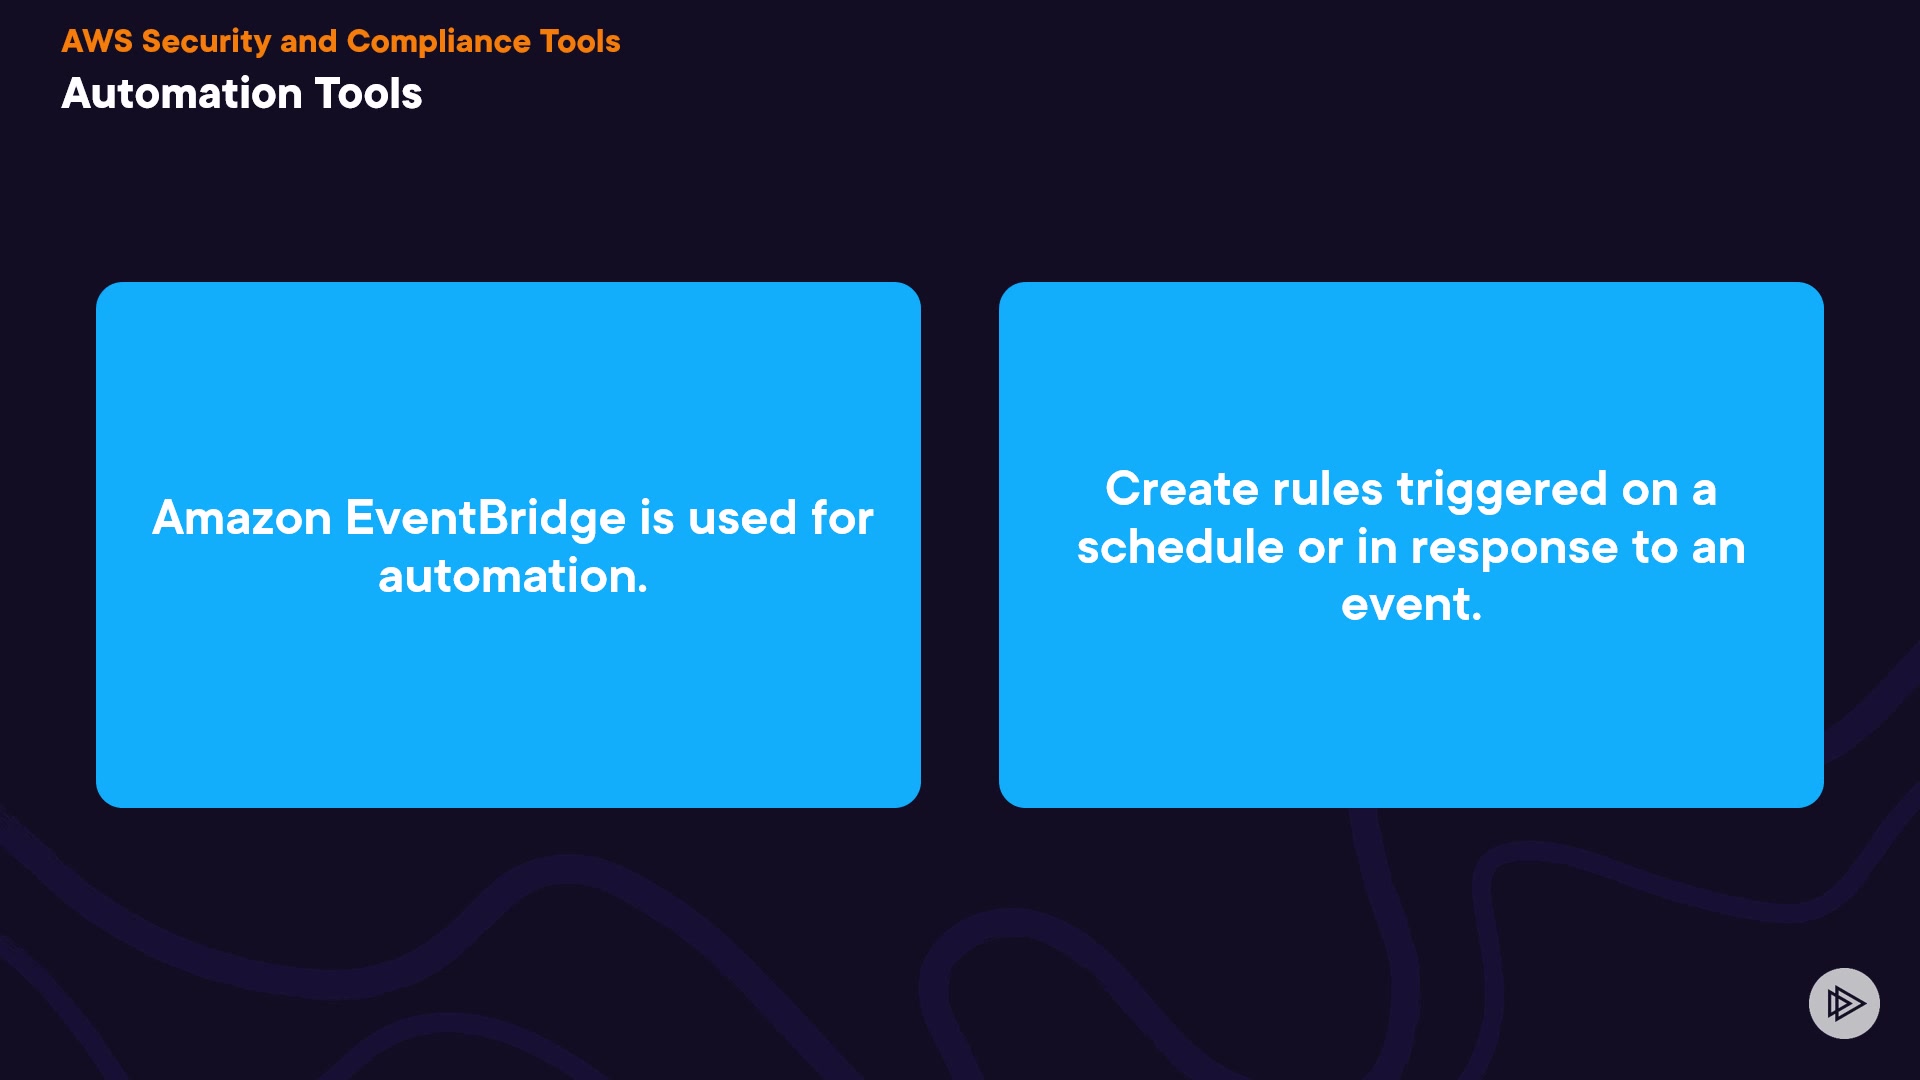 AWS Security and Compliance Tools
Automation Tools
Amazon EventBridge is used for
automation.
Create rules triggered on a
schedule or in response to an
event.